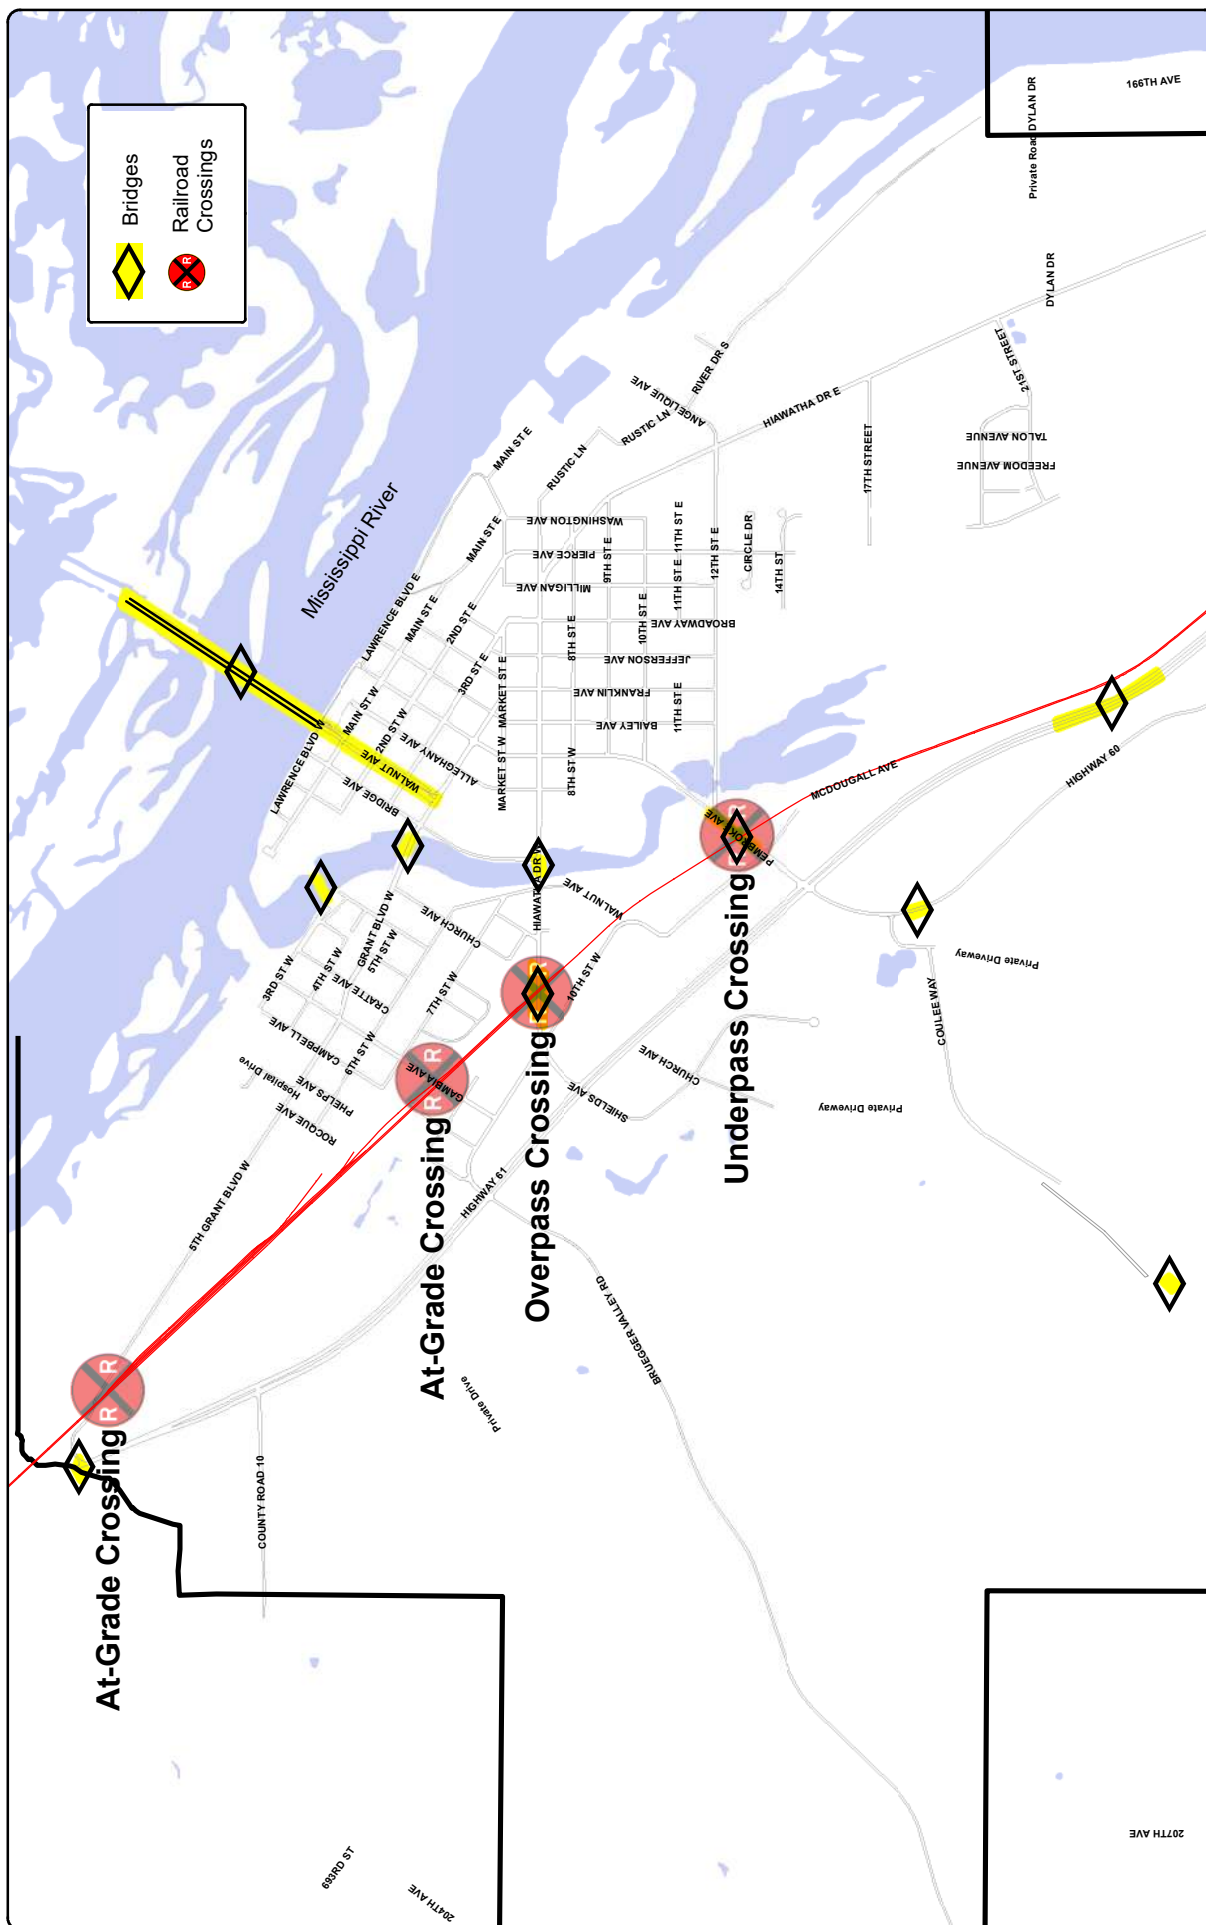 Bridges
Railroad
Crossings
R
R
166TH AVE
Private Road DYLAN DR
DYLAN DR
21ST STREET
TALON AVENUE
FREEDOM AVENUE
17TH STREET
HIAWATHA DR E
RIVER DR S
ANGELIQUE AVE
RUSTIC LN
RUSTIC LN
MAIN ST E
MAIN ST E
MAIN ST E
Mississippi River
LAWRENCE BLVD E
WASHINGTON AVE
PIERCE AVE
MILLIGAN AVE
9TH ST E
11TH ST E
11TH ST E
12TH ST E
CIRCLE DR
14TH ST
BROADWAY AVE
10TH ST E
8TH ST E
JEFFERSON AVE
FRANKLIN AVE
BAILEY AVE
11TH ST E
2ND ST E
3RD ST E
MARKET ST E
MARKET ST W
8TH ST W
MAIN ST W
2ND ST W
ALLEGHANY AVE
WALNUT AVE
BRIDGE AVE
LAWRENCE BLVD W
LAWRENCE BLVD W
HIAWATHA DR W
WALNUT AVE
PEMBROKE AVE
MCDOUGALL AVE
HIGHWAY 60
GRANT BLVD W
CHURCH AVE
5TH ST W
4TH ST W
3RD ST W
CRATTE AVE
7TH ST W
10TH ST W
CAMPBELL AVE
6TH ST W
Hospital Drive
PHELPS AVE
ROCQUE AVE
GAMBIA AVE
R
R
R
R
R
R
5TH GRANT BLVD W
HIGHWAY 61
SHIELDS AVE
CHURCH AVE
Private Driveway
Private Driveway
COULEE WAY
At-Grade Crossing
Overpass Crossing
Underpass Crossing
At-Grade Crossing
BRUEGGER VALLEY RD
Private Drive
COUNTY ROAD 10
693RD ST
204TH AVE
207TH AVE